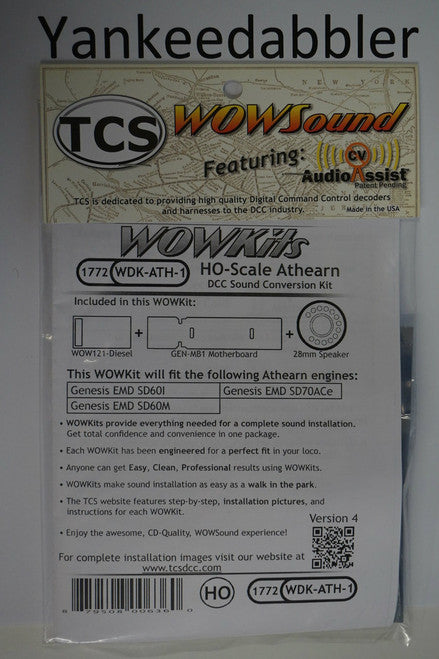 Yankeedabbler
TCS
WOWSound
Featuring:
CV
AudioAssist
Patent Pending
TCS is dedicated to providing high quality Digital Command Control decoders
and harnesses to the DCC industry.
Made in the USA
WOWKits
1772 WDK-ATH-1
HO-Scale Athearn
DCC Sound Conversion Kit
Included in this WOWKit:
WOW121-Diesel
GEN-MB1 Motherboard
28mm Speaker
This WOWKit will fit the following Athearn engines:
Genesis EMD SD60I
Genesis EMD SD70ACe
Genesis EMD SD60M
• WOWKits provide everything needed for a complete sound installation.
Get total confidence and convenience in one package.
• Each WOWKit has been engineered for a perfect fit in your loco.
• Anyone can get Easy, Clean, Professional results using WOWKits.
• WOWKits make sound installation as easy as a walk in the park.
• The TCS website features step-by-step, installation pictures, and
instructions for each WOWKit.
• Enjoy the awesome, CD-Quality, WOWSound experience!
Version 4
For complete installation images visit our website at
www.tcsdcc.com
HO
1772 WDK-ATH-1